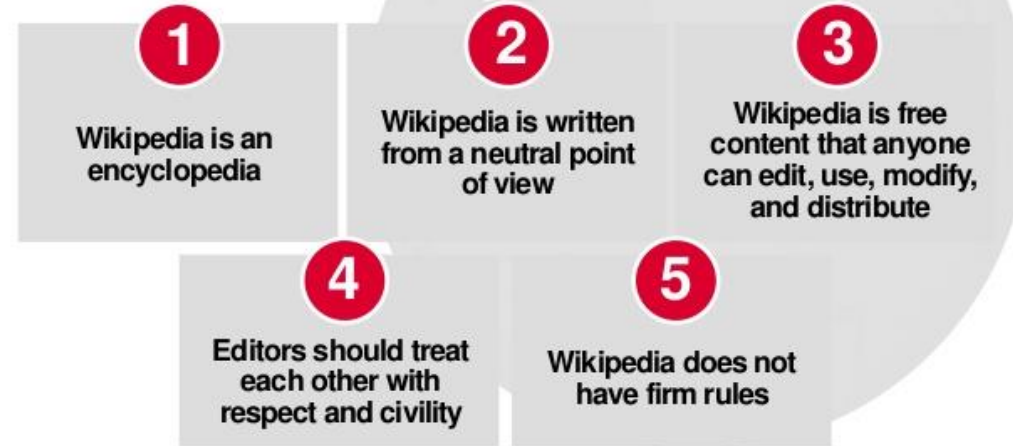 1
Wikipedia is an
encyclopedia
2
Wikipedia is written
from a neutral point
of view
3
Wikipedia is free
content that anyone
can edit, use, modify,
and distribute
4
Editors should treat
each other with
respect and civility
5
Wikipedia does not
have firm rules